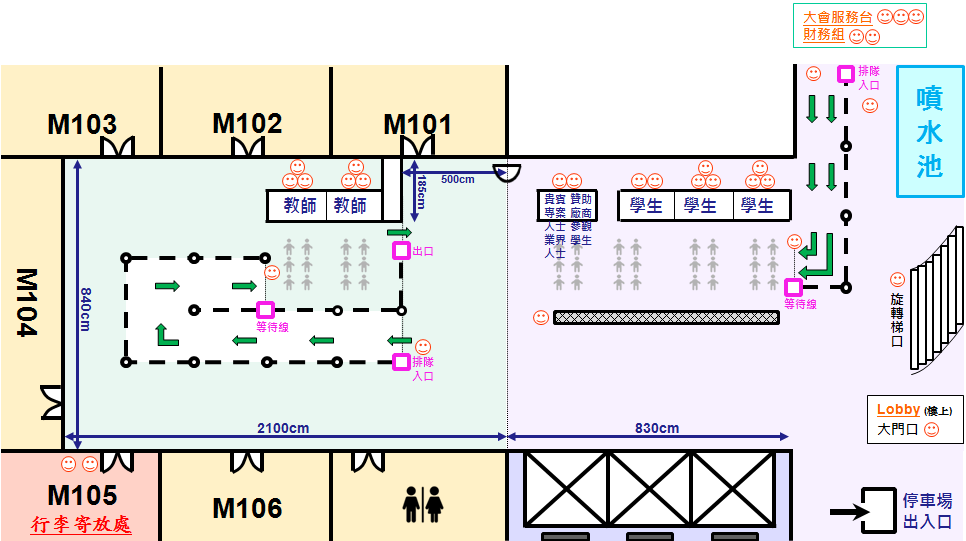 大會服務台
財務組
排隊
入口
噴
水
池
M103
M102
M101
500cm
185cm
教師
教師
貴賓
專案
人士
業界
人士
贊助
廠商
參觀
學生
學生
學生
學生
出口
M104
840cm
等待線
排隊
入口
等待線
旋轉梯口
2100cm
830cm
Lobby (樓上)
大門口
M105
行李寄放處
M106
停車場
出入口